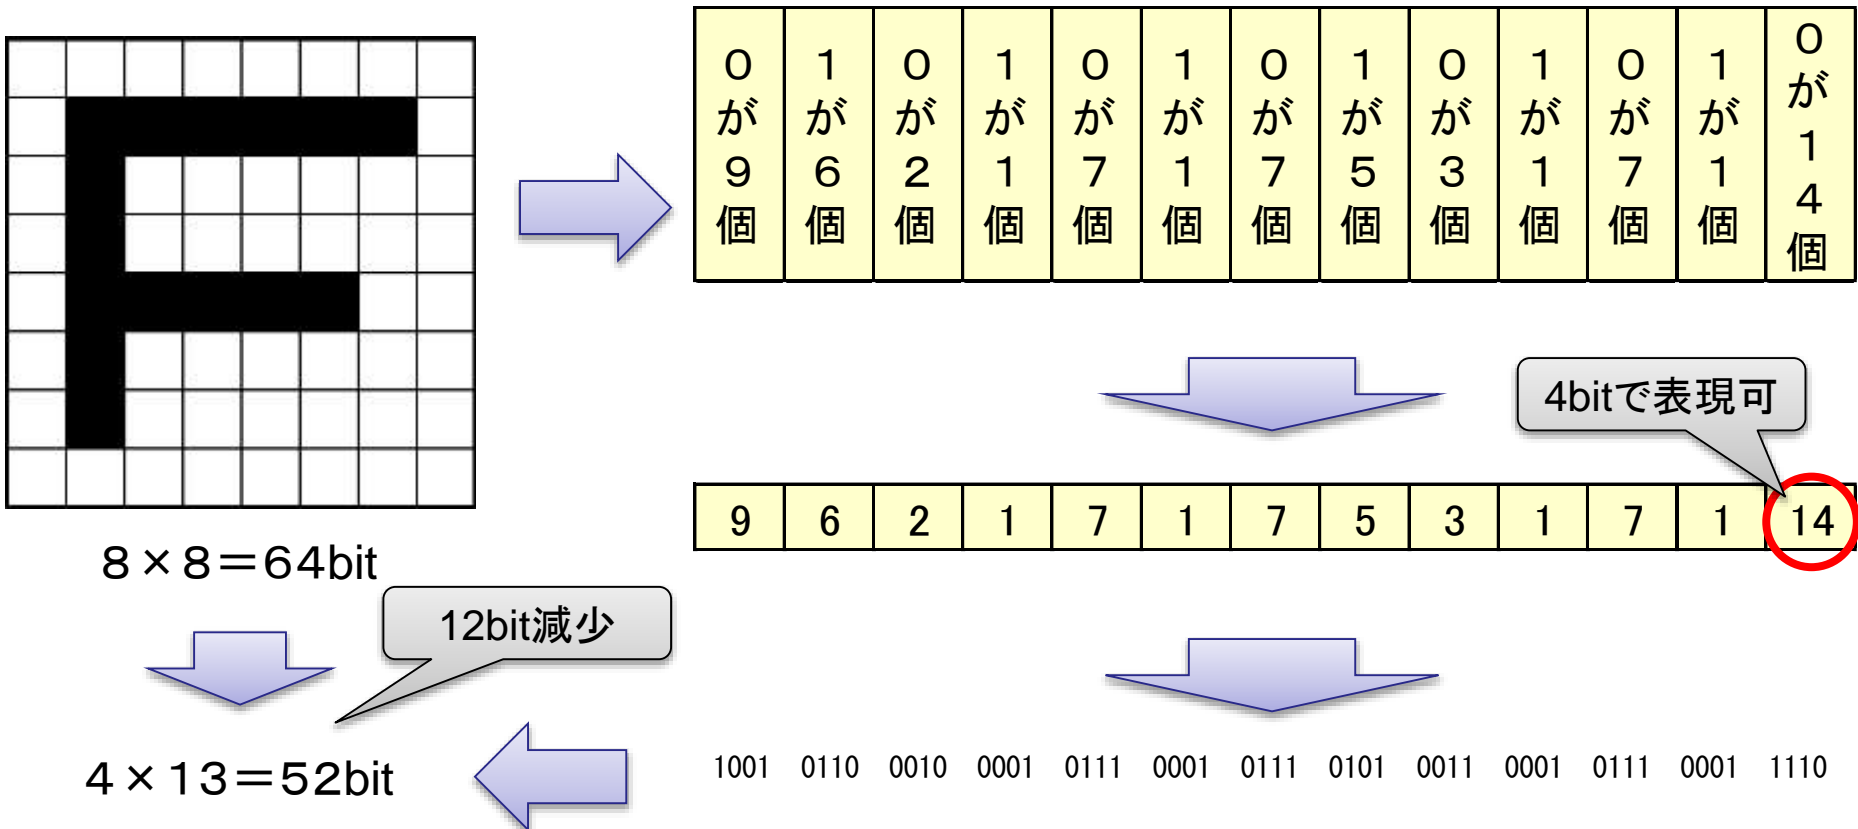 0が9個 1が6個 0が2個 1が1個 0が7個 1が1個 0が7個 1が5個 0が3個 1が1個 0が7個 1が1個 0が14個
4bitで表現可
9 6 2 1 7 1 7 5 3 1 7 1 14
8×8=64bit
12bit減少
4×13=52bit
1001 0110 0010 0001 0111 0001 0111 0101 0011 0001 0111 0001 1110